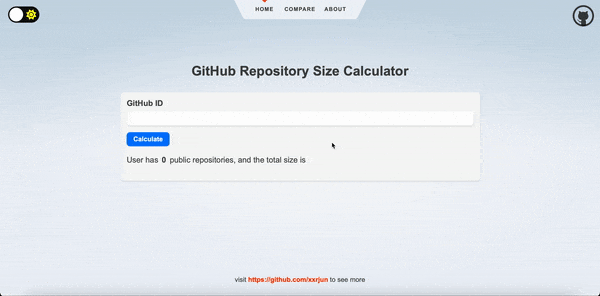 HOME COMPARE ABOUT
GitHub Repository Size Calculator
GitHub ID
Calculate
User has 0 public repositories, and the total size is
visit https://github.com/xxrjun to see more